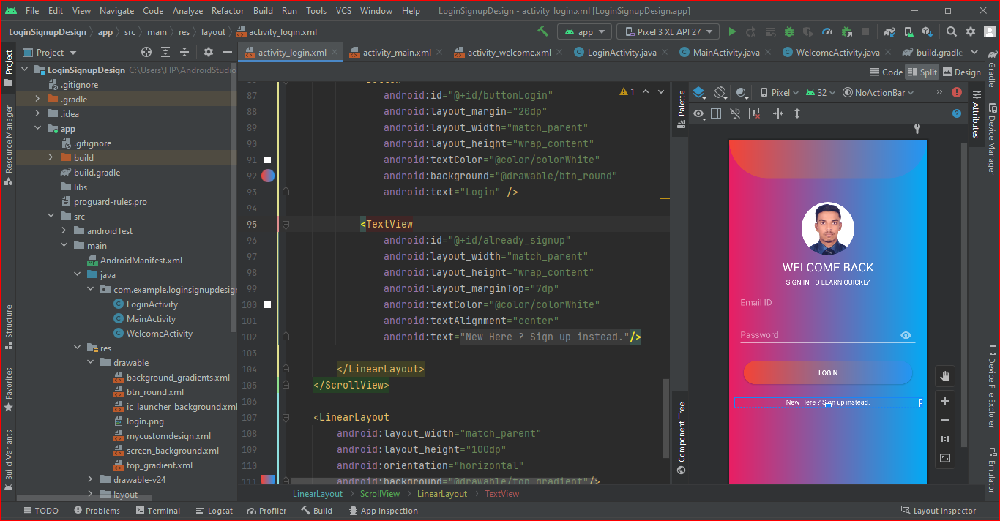 File Edit View Navigate Code Analyze Refactor Build Run Tools VCS Window Help LoginSignupDesign - activity_login.xml [LoginSignupDesign.app]
LoginSignupDesign app src main res layout activity_login.xml app Pixel 3 XL API 27
Project activity_login.xml activity_main.xml activity_welcome.xml LoginActivity.java MainActivity.java WelcomeActivity.java build.gradle
Code Split Design
Project
Resource Manager
Structure
Favorites
Build Variants
LoginSignupDesign C:\Users\HP\AndroidStudio
.gitignore
.gradle
.idea
app
.gitignore
build
build.gradle
libs
proguard-rules.pro
src
androidTest
main
AndroidManifest.xml
java
com.example.loginsignupdesign
LoginActivity
MainActivity
WelcomeActivity
res
drawable
background_gradients.xml
btn_round.xml
ic_launcher_background.xml
login.png
mycustomdesign.xml
screen_background.xml
top_gradient.xml
drawable-v24
layout
1
87 android:id="@+id/buttonLogin"
88 android:layout_margin="20dp"
89 android:layout_width="match_parent"
90 android:layout_height="wrap_content"
91 android:textColor="@color/colorWhite"
92 android:background="@drawable/btn_round"
93 android:text="Login" />
94
95 <TextView
96 android:id="@+id/already_signup"
97 android:layout_width="match_parent"
98 android:layout_height="wrap_content"
99 android:layout_marginTop="7dp"
100 android:textColor="@color/colorWhite"
101 android:textAlignment="center"
102 android:text="New Here ? Sign up instead."/>
103
104 </LinearLayout>
105 </ScrollView>
106
107 <LinearLayout
108 android:layout_width="match_parent"
109 android:layout_height="100dp"
110 android:orientation="horizontal"
111 android:background="@drawable/top_gradient"/>
LinearLayout ScrollView LinearLayout TextView
Palette
Component Tree
Pixel 32 NoActionBar
WELCOME BACK
SIGN IN TO LEARN QUICKLY
Email ID
Password
LOGIN
New Here ? Sign up instead.
1:1
Attributes
Gradle
Device Manager
Device File Explorer
Emulator
TODO Problems Terminal Logcat Profiler Build App Inspection Layout Inspector